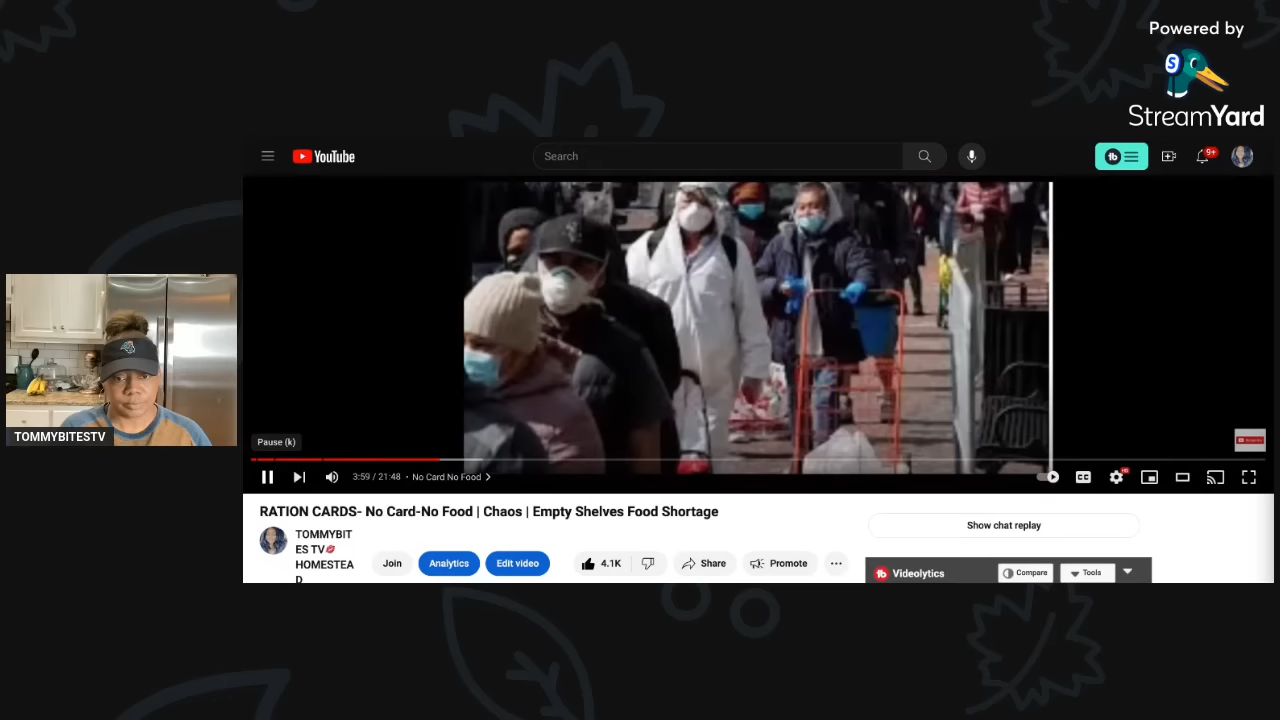 Powered by
StreamYard
YouTube
Search
9+
Pause (k)
3:59 / 21:48 • No Card No Food
CC
TOMMYBITESTV
RATION CARDS- No Card-No Food | Chaos | Empty Shelves Food Shortage
Show chat replay
TOMMYBIT
ES TV💋
HOMESTEA
D
Join
Analytics
Edit video
4.1K
Share
Promote
Videolytics
Compare
Tools